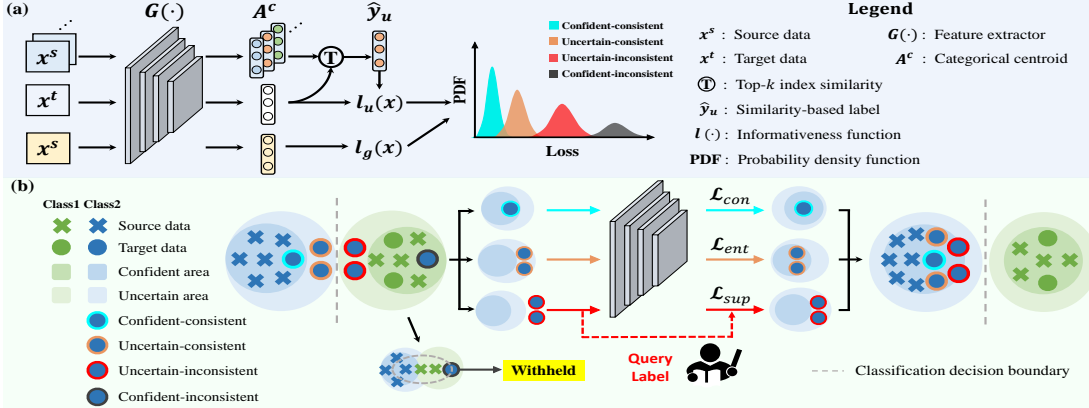 (a)
G(·)
A^c
ŷ_u
x^s
x^t
x^s
T
l_u(x)
l_g(x)
PDF
Loss
Confident-consistent
Uncertain-consistent
Uncertain-inconsistent
Confident-inconsistent
Legend
x^s : Source data
G(·) : Feature extractor
x^t : Target data
A^c : Categorical centroid
T : Top-k index similarity
ŷ_u : Similarity-based label
l(·) : Informativeness function
PDF : Probability density function
(b)
Class1 Class2
Source data
Target data
Confident area
Uncertain area
Confident-consistent
Uncertain-consistent
Uncertain-inconsistent
Confident-inconsistent
ℒ_con
ℒ_ent
ℒ_sup
Query
Label
Withheld
Classification decision boundary